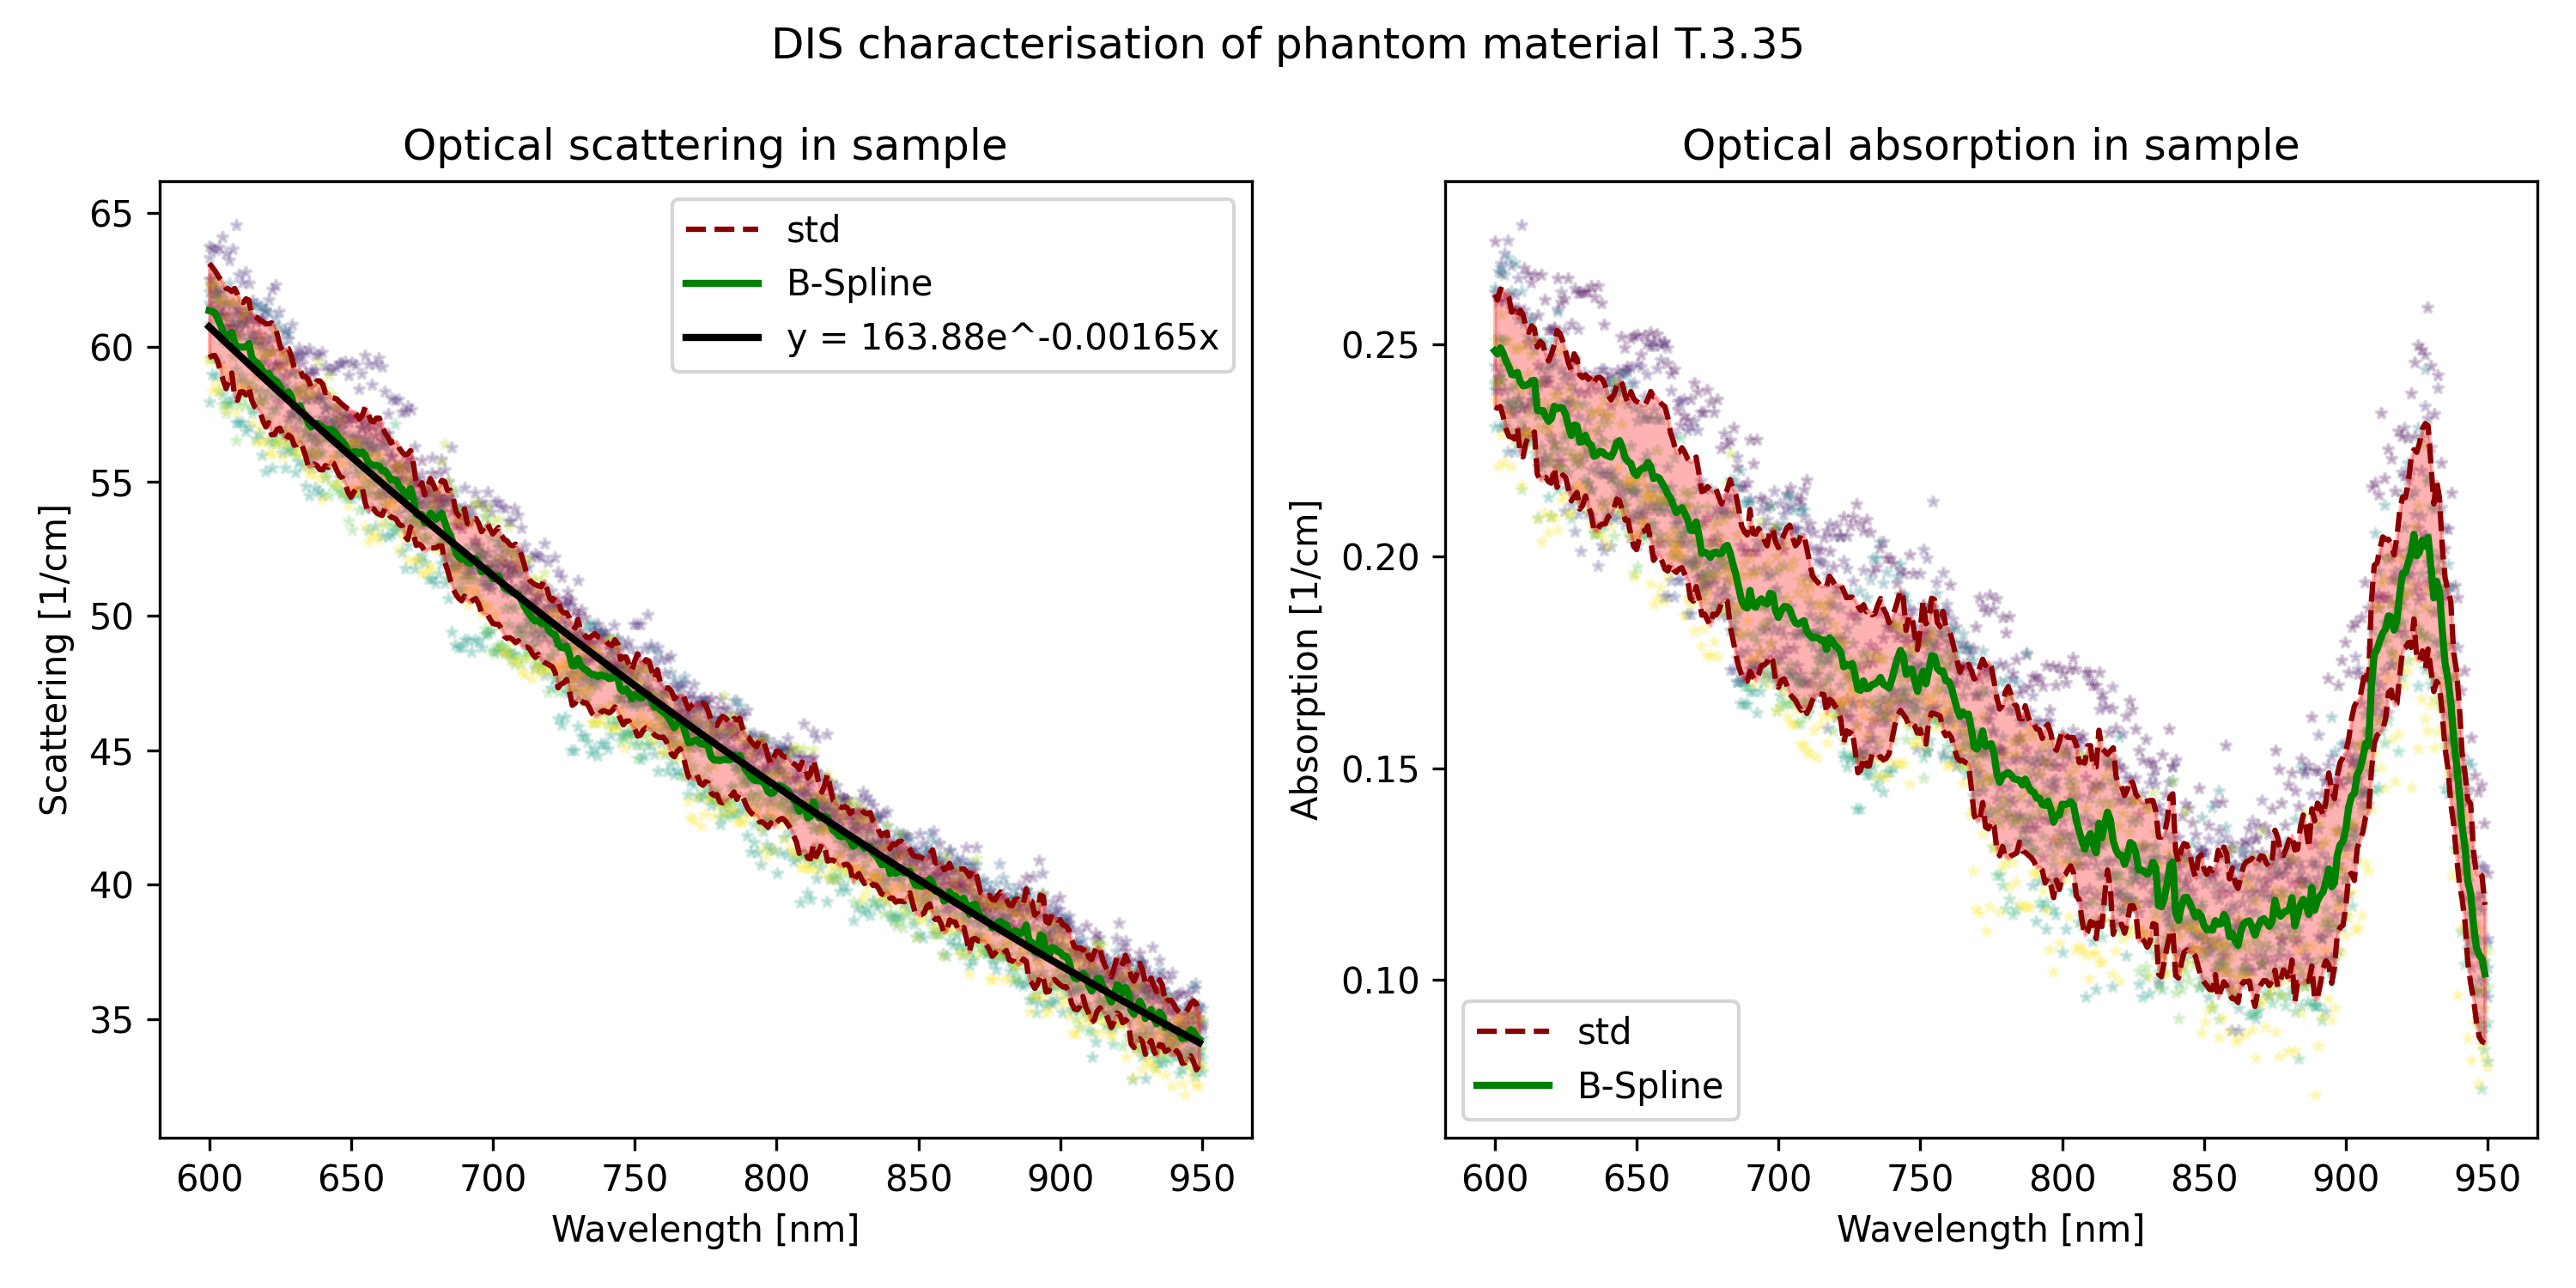 DIS characterisation of phantom material T.3.35
Optical scattering in sample
65
60
55
50
45
40
35
Scattering [1/cm]
std
B-Spline
y = 163.88e^-0.00165x
600 650 700 750 800 850 900 950
Wavelength [nm]
Optical absorption in sample
0.25
0.20
0.15
0.10
Absorption [1/cm]
std
B-Spline
600 650 700 750 800 850 900 950
Wavelength [nm]